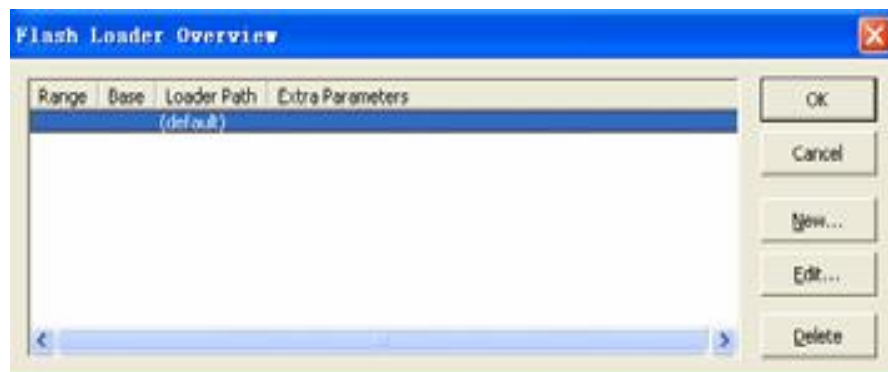 Flash Loader Overview
Range Base Loader Path Extra Parameters
(default)
OK
Cancel
New...
Edit...
Delete